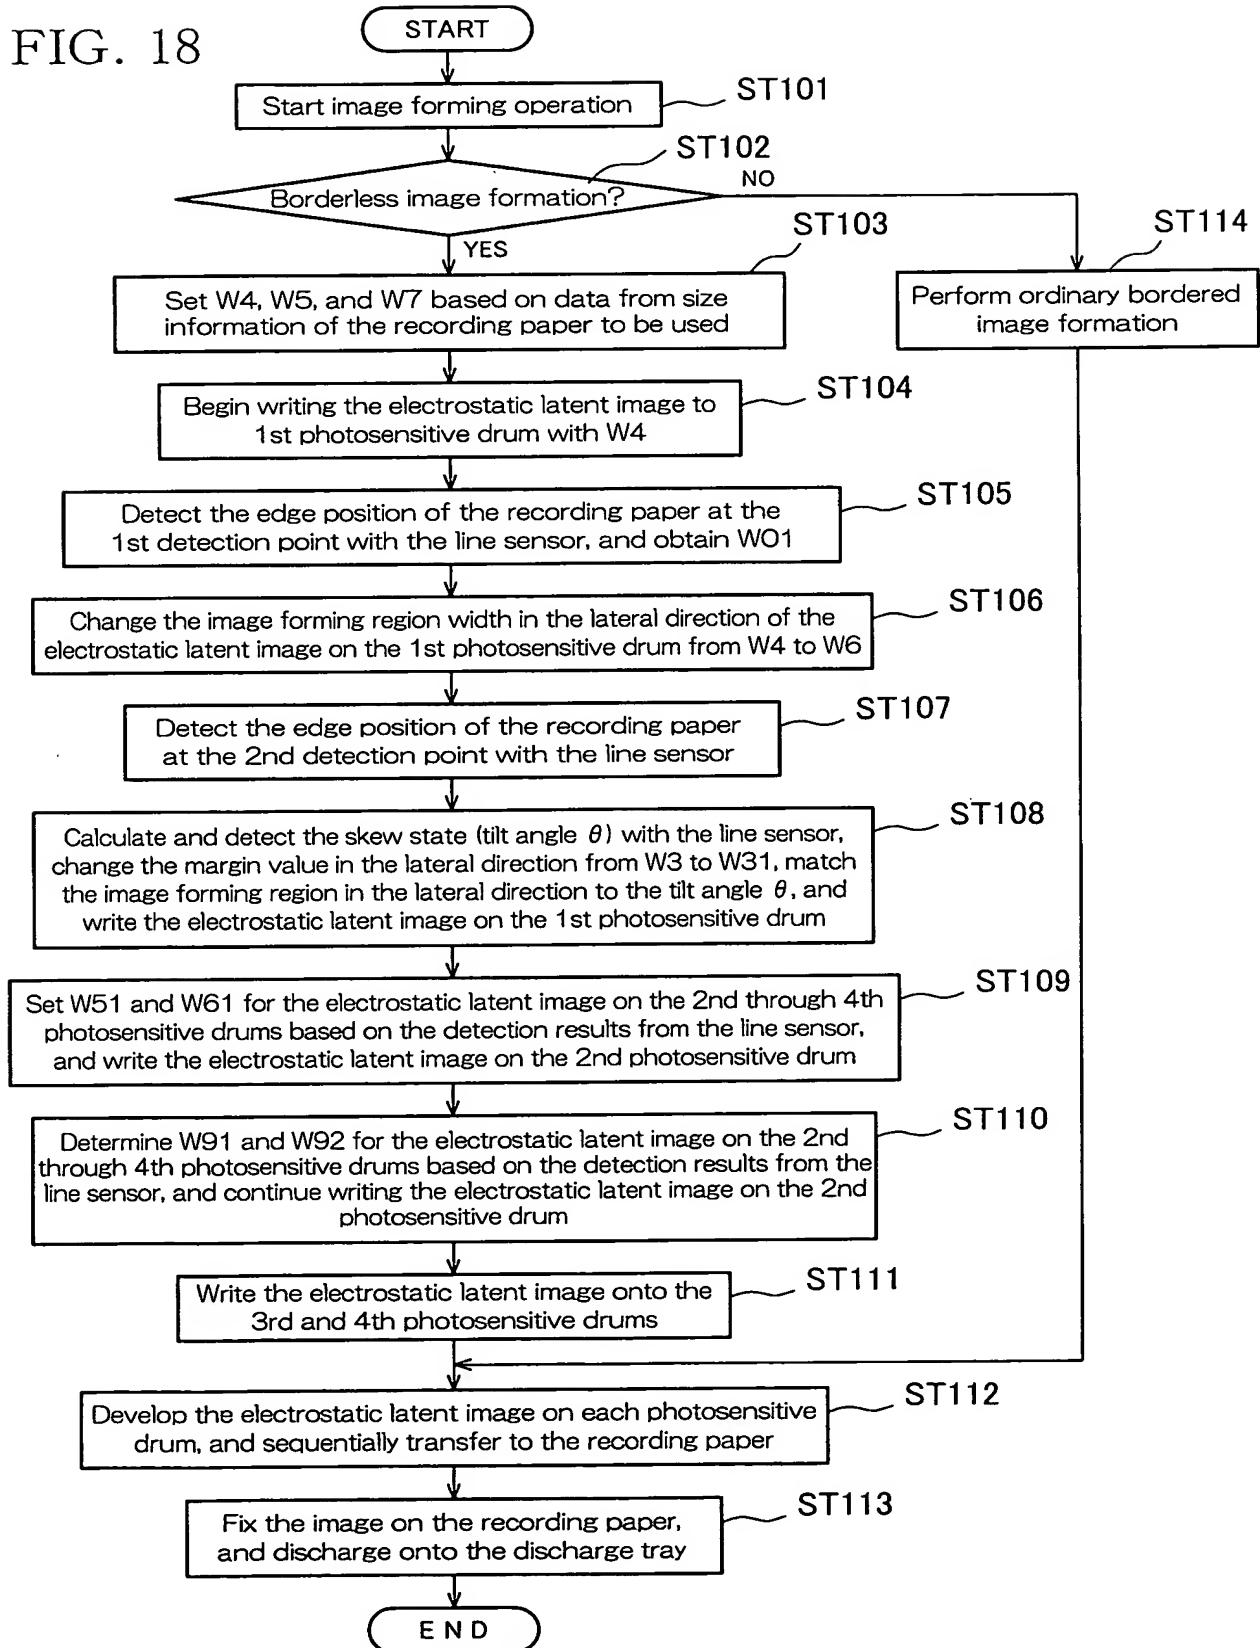 FIG. 18
START
Start image forming operation
ST101
Borderless image formation?
ST102
NO
YES
ST103
Set W4, W5, and W7 based on data from size
information of the recording paper to be used
ST114
Perform ordinary bordered
image formation
ST104
Begin writing the electrostatic latent image to
1st photosensitive drum with W4
ST105
Detect the edge position of the recording paper at the
1st detection point with the line sensor, and obtain W01
ST106
Change the image forming region width in the lateral direction of the
electrostatic latent image on the 1st photosensitive drum from W4 to W6
ST107
Detect the edge position of the recording paper
at the 2nd detection point with the line sensor
ST108
Calculate and detect the skew state (tilt angle θ) with the line sensor,
change the margin value in the lateral direction from W3 to W31, match
the image forming region in the lateral direction to the tilt angle θ, and
write the electrostatic latent image on the 1st photosensitive drum
ST109
Set W51 and W61 for the electrostatic latent image on the 2nd through 4th
photosensitive drums based on the detection results from the line sensor,
and write the electrostatic latent image on the 2nd photosensitive drum
ST110
Determine W91 and W92 for the electrostatic latent image on the 2nd
through 4th photosensitive drums based on the detection results from the
line sensor, and continue writing the electrostatic latent image on the 2nd
photosensitive drum
ST111
Write the electrostatic latent image onto the
3rd and 4th photosensitive drums
ST112
Develop the electrostatic latent image on each photosensitive
drum, and sequentially transfer to the recording paper
ST113
Fix the image on the recording paper,
and discharge onto the discharge tray
END